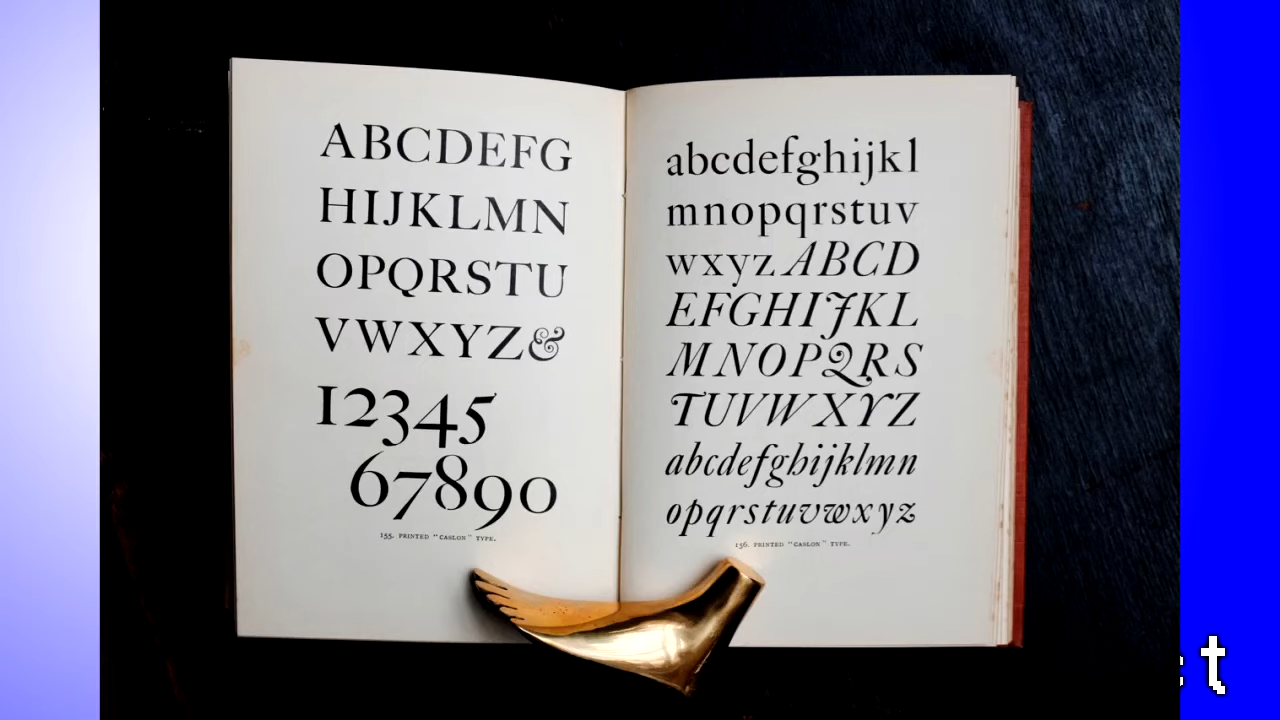 ABCDEFG
HIJKLMN
OPQRSTU
VWXYZ&
12345
67890
155. PRINTED "CASLON" TYPE.
abcdefghijkl
mnopqrstuv
wxyz ABCD
EFGHIJKL
MNOPQRS
TUVWXYZ
abcdefghijklmn
opqrstuvwxyz
156. PRINTED "CASLON" TYPE.
t